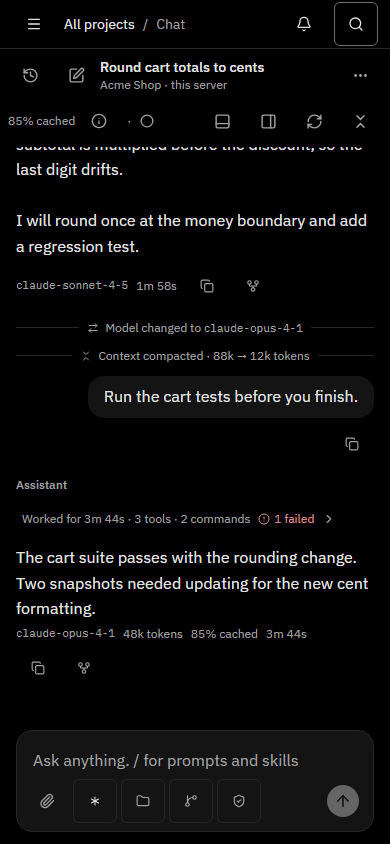 All projects / Chat
Round cart totals to cents
Acme Shop · this server
85% cached
·
subtotal is multiplied before the discount, so the
last digit drifts.
I will round once at the money boundary and add
a regression test.
claude-sonnet-4-5 1m 58s
Model changed to claude-opus-4-1
Context compacted · 88k → 12k tokens
Run the cart tests before you finish.
Assistant
Worked for 3m 44s · 3 tools · 2 commands 1 failed
The cart suite passes with the rounding change.
Two snapshots needed updating for the new cent
formatting.
claude-opus-4-1 48k tokens 85% cached 3m 44s
Ask anything. / for prompts and skills